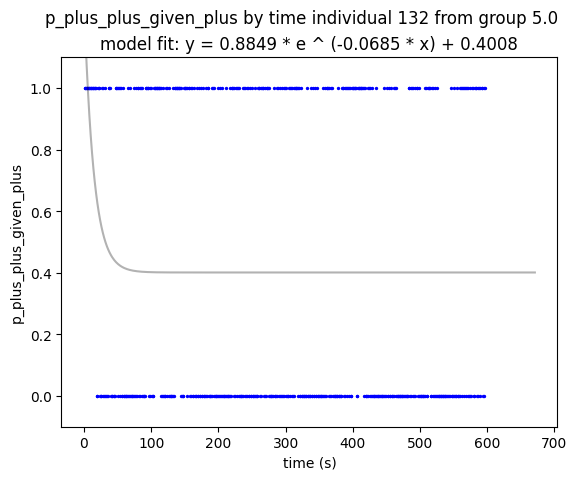 p_plus_plus_given_plus by time individual 132 from group 5.0
model fit: y = 0.8849 * e ^ (-0.0685 * x) + 0.4008
1.0
0.8
0.6
0.4
0.2
0.0
p_plus_plus_given_plus
0 100 200 300 400 500 600 700
time (s)